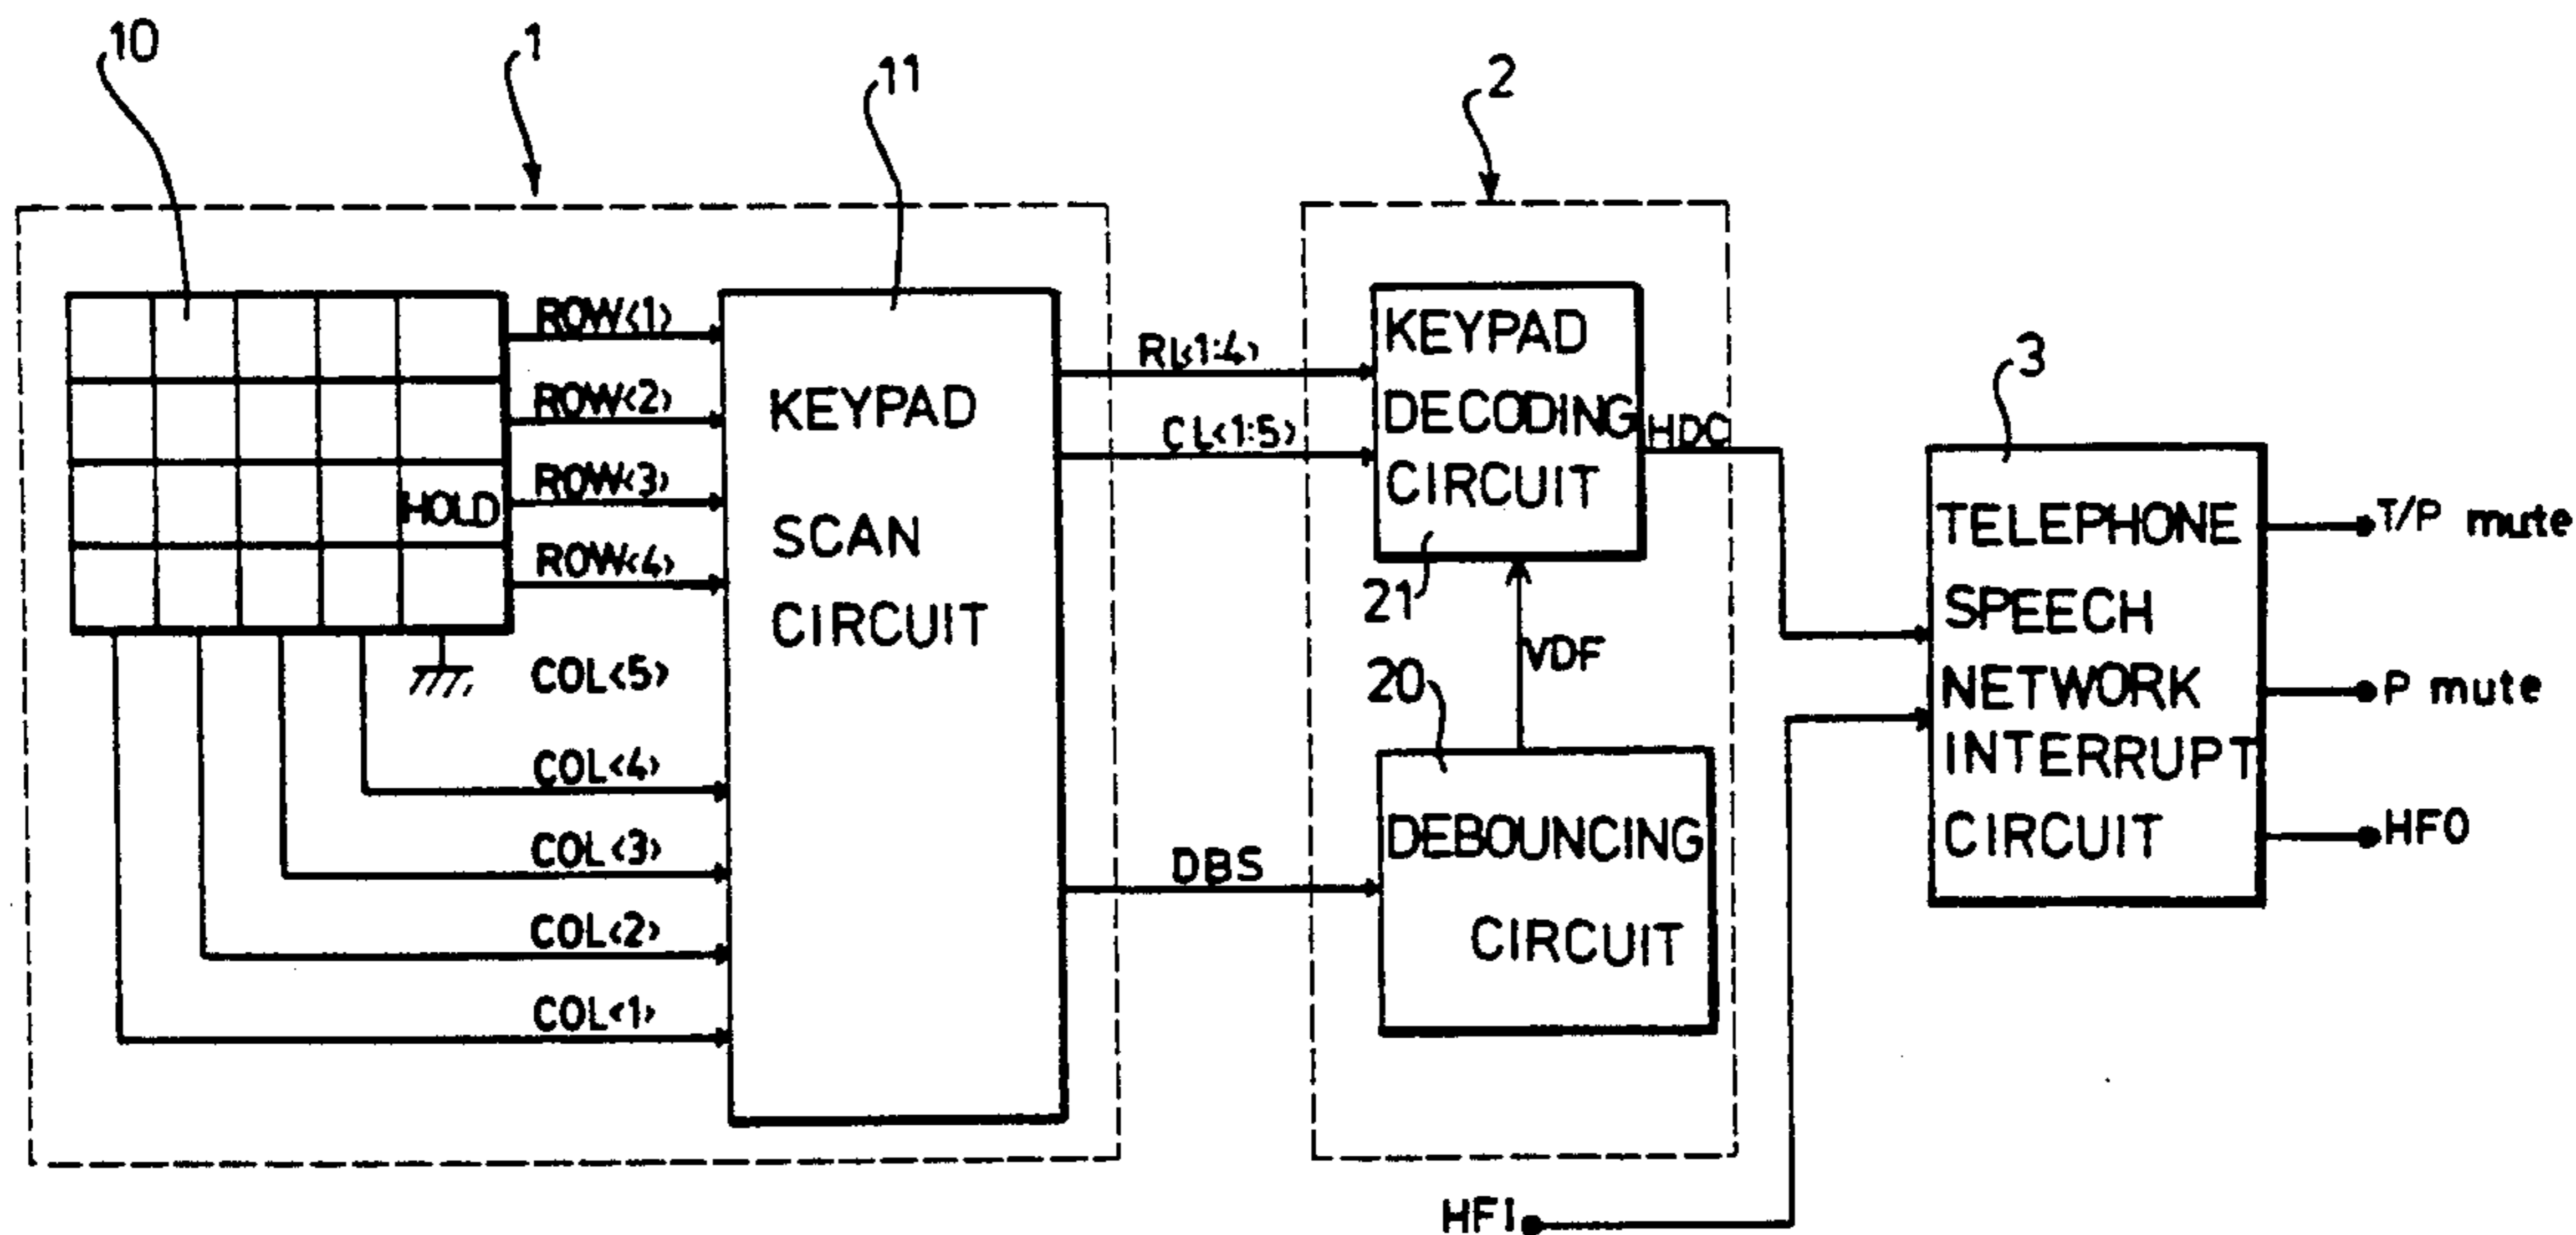 10
1
11
2
3
ROW<1>
ROW<2>
ROW<3>
ROW<4>
HOLD
COL<5>
COL<4>
COL<3>
COL<2>
COL<1>
KEYPAD
SCAN
CIRCUIT
RL<1:4>
CL<1:5>
DBS
KEYPAD
DECODING
CIRCUIT
21
HDC
VDF
20
DEBOUNCING
CIRCUIT
HFI
TELEPHONE
SPEECH
NETWORK
INTERRUPT
CIRCUIT
T/P mute
P mute
HFO